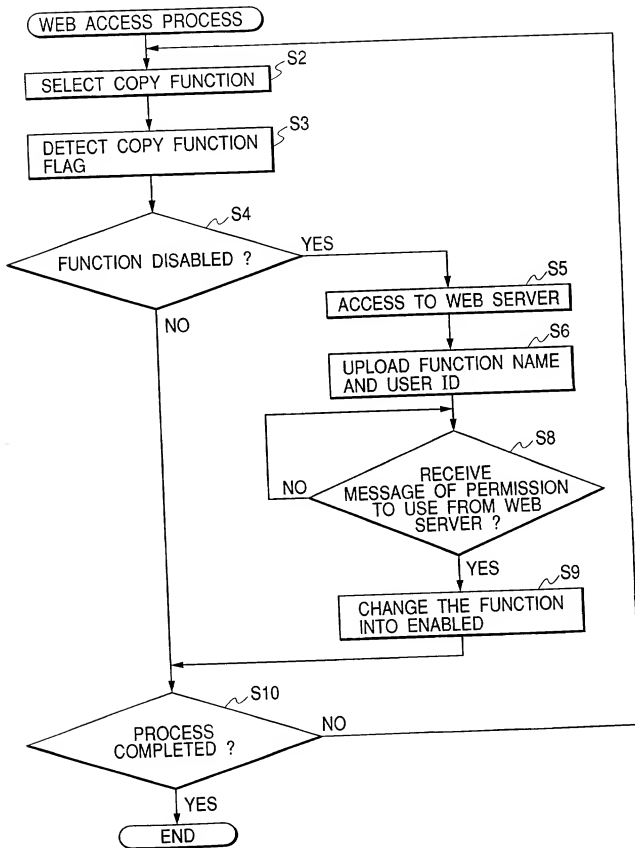 WEB ACCESS PROCESS
S2
SELECT COPY FUNCTION
S3
DETECT COPY FUNCTION
FLAG
S4
FUNCTION DISABLED ?
YES
NO
S5
ACCESS TO WEB SERVER
S6
UPLOAD FUNCTION NAME
AND USER ID
S8
RECEIVE
MESSAGE OF PERMISSION
TO USE FROM WEB
SERVER ?
NO
YES
S9
CHANGE THE FUNCTION
INTO ENABLED
S10
PROCESS
COMPLETED ?
NO
YES
END